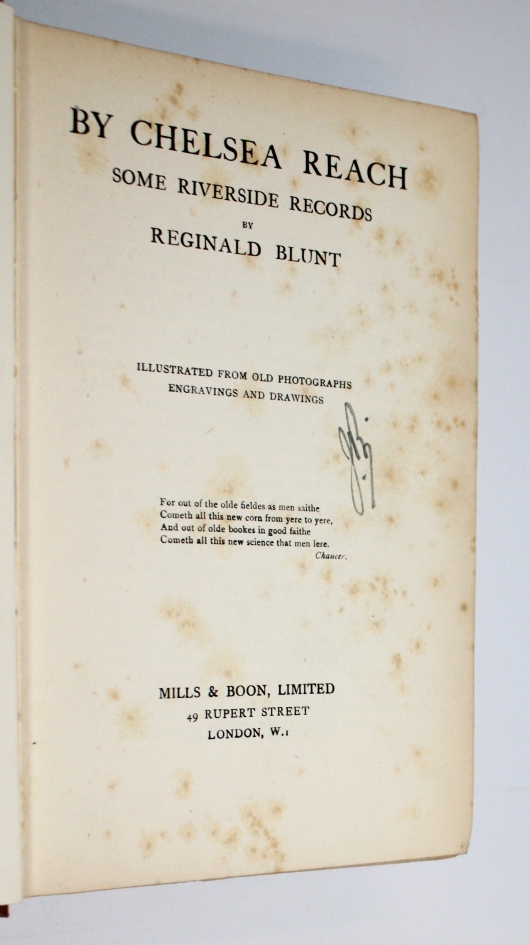 BY CHELSEA REACH
SOME RIVERSIDE RECORDS
BY
REGINALD BLUNT
ILLUSTRATED FROM OLD PHOTOGRAPHS
ENGRAVINGS AND DRAWINGS
For out of the olde fieldes as men saithe
Cometh all this new corn from yere to yere,
And out of olde bookes in good faithe
Cometh all this new science that men lere.
Chaucer.
MILLS & BOON, LIMITED
49 RUPERT STREET
LONDON, W.1